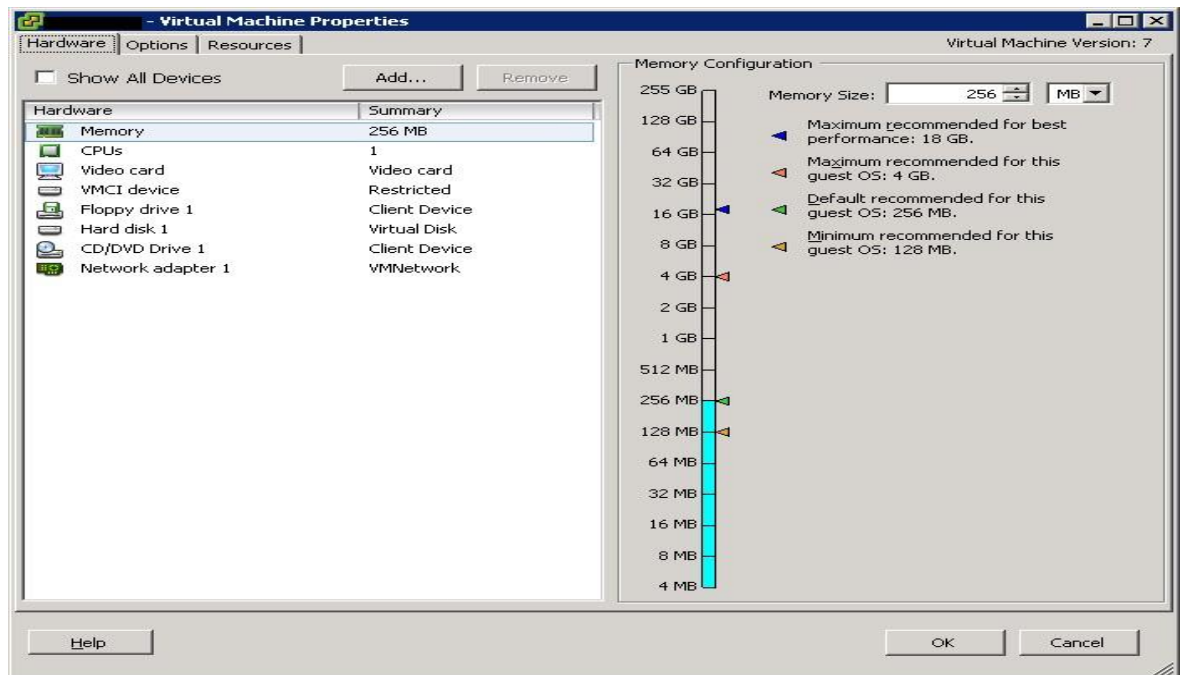 - Virtual Machine Properties
Hardware Options Resources Virtual Machine Version: 7
Show All Devices Add... Remove
Hardware Summary
Memory 256 MB
CPUs 1
Video card Video card
VMCI device Restricted
Floppy drive 1 Client Device
Hard disk 1 Virtual Disk
CD/DVD Drive 1 Client Device
Network adapter 1 VMNetwork
Memory Configuration
255 GB
128 GB
64 GB
32 GB
16 GB
8 GB
4 GB
2 GB
1 GB
512 MB
256 MB
128 MB
64 MB
32 MB
16 MB
8 MB
4 MB
Memory Size: 256 MB
Maximum recommended for best
performance: 18 GB.
Maximum recommended for this
guest OS: 4 GB.
Default recommended for this
guest OS: 256 MB.
Minimum recommended for this
guest OS: 128 MB.
Help OK Cancel